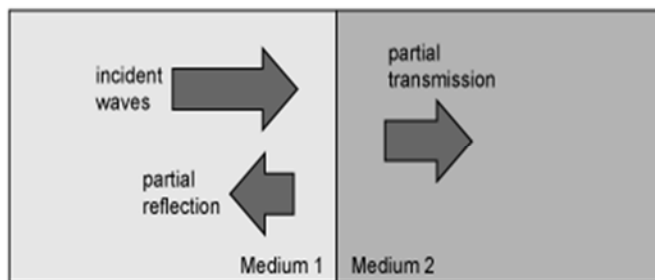 incident
waves
partial
transmission
partial
reflection
Medium 1
Medium 2